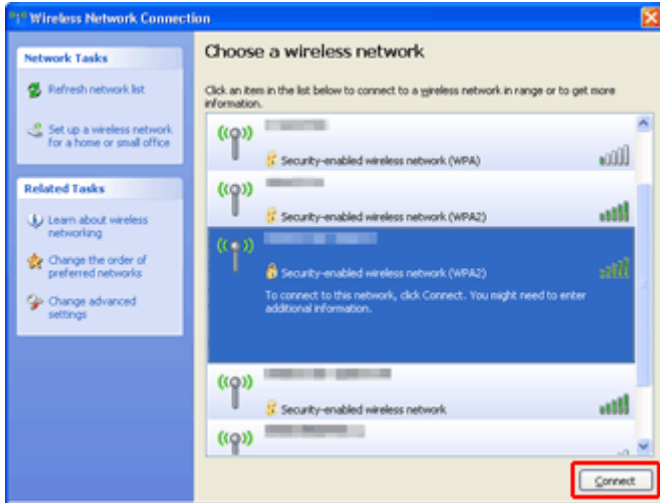 Wireless Network Connection
Network Tasks
Refresh network list
Set up a wireless network
for a home or small office
Related Tasks
Learn about wireless
networking
Change the order of
preferred networks
Change advanced
settings
Choose a wireless network
Click an item in the list below to connect to a wireless network in range or to get more
information.
Security-enabled wireless network (WPA)
Security-enabled wireless network (WPA2)
Security-enabled wireless network (WPA2)
To connect to this network, click Connect. You might need to enter
additional information.
Security-enabled wireless network
Connect